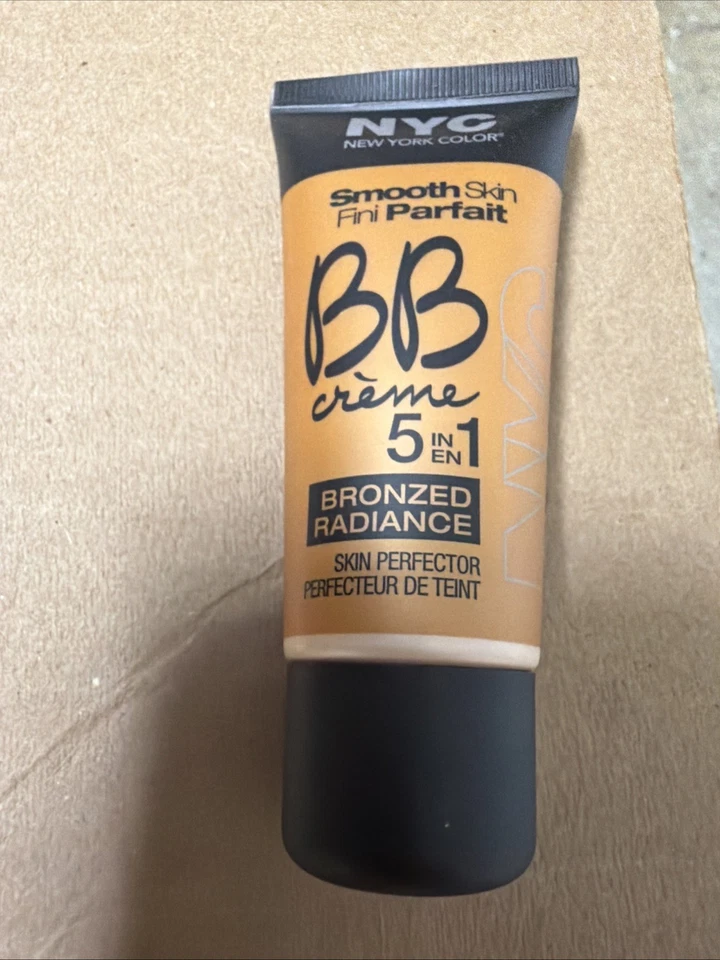 NYC
NEW YORK COLOR®
Smooth Skin
Fini Parfait
BB
crème
5 IN EN 1
BRONZED
RADIANCE
SKIN PERFECTOR
PERFECTEUR DE TEINT
NYC